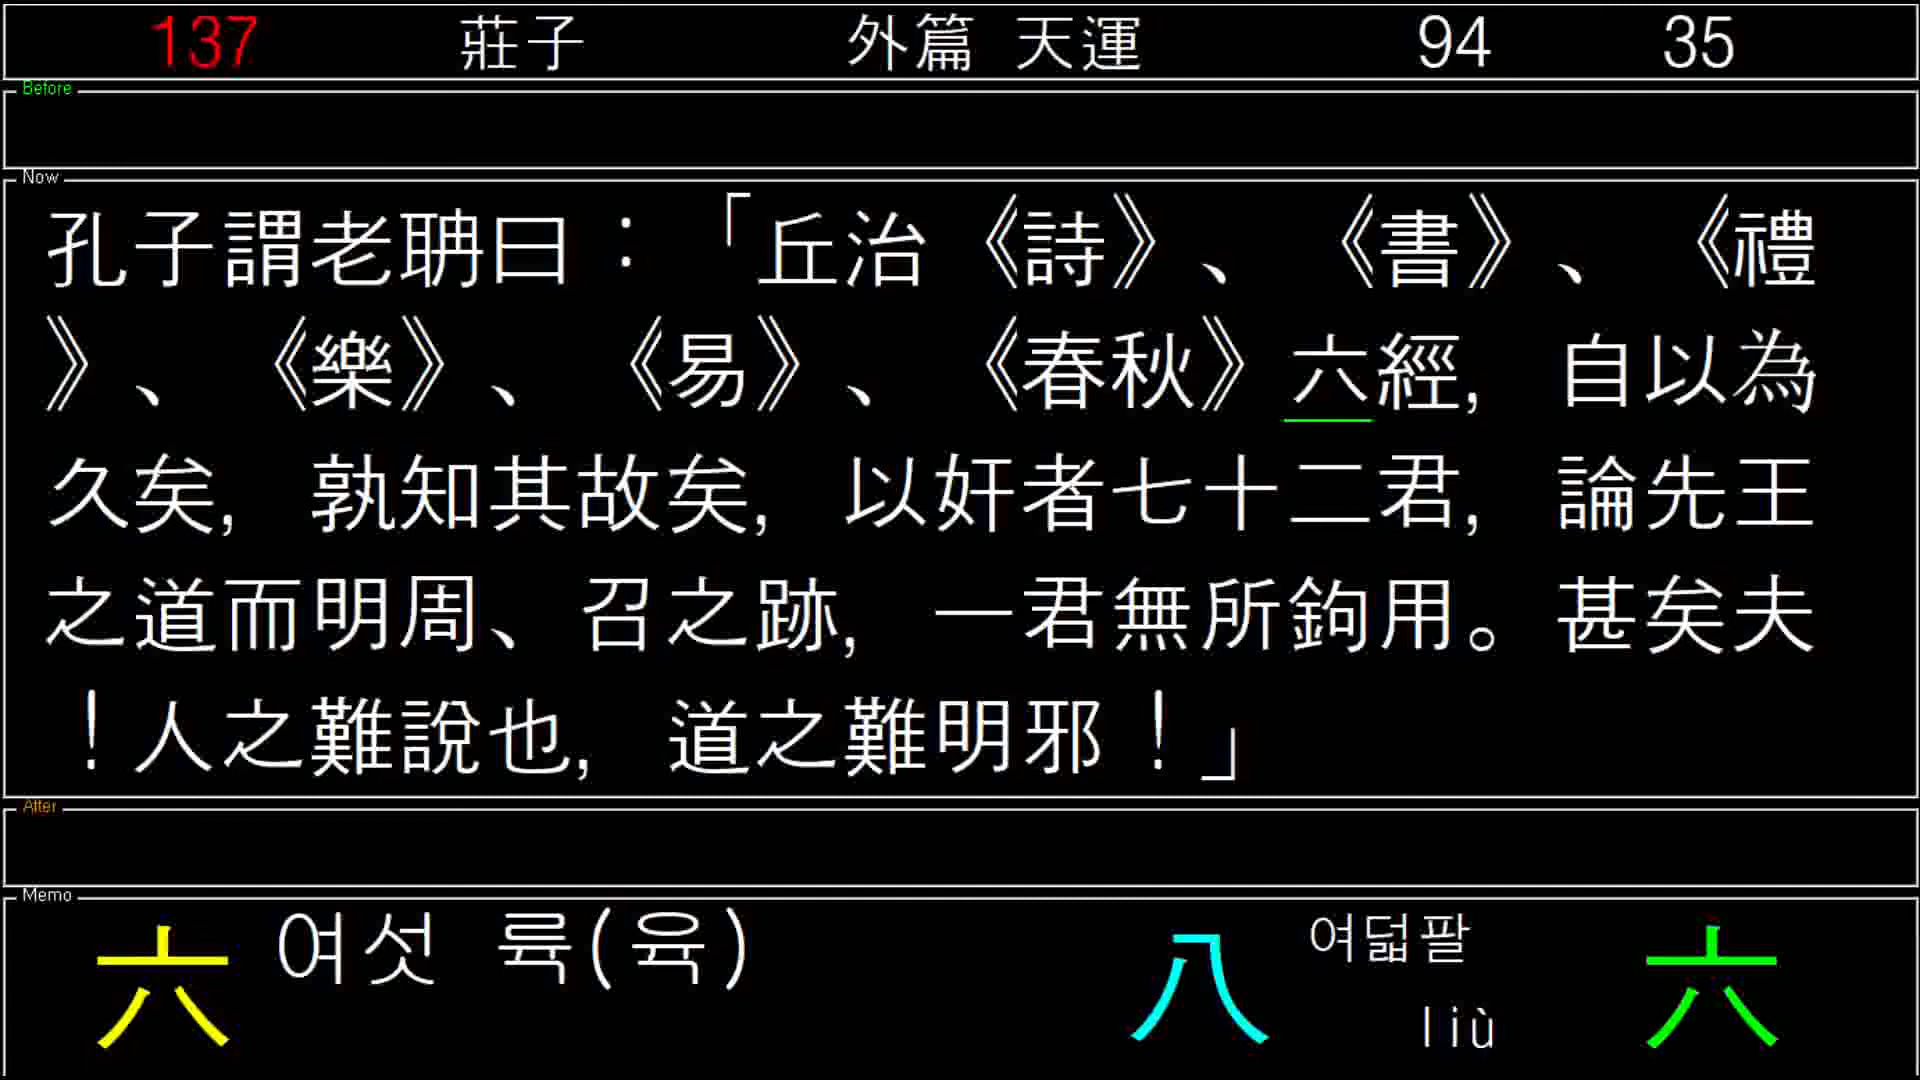 137 莊子 外篇 天運 94 35
Before
Now
孔子謂老聃曰：「丘治《詩》、《書》、《禮
》、《樂》、《易》、《春秋》六經, 自以為
久矣, 孰知其故矣, 以奸者七十二君, 論先王
之道而明周、召之跡, 一君無所鉤用。甚矣夫
！人之難說也, 道之難明邪！」
After
Memo
六 여섯 륙(육) 八 여덟팔 六
liù